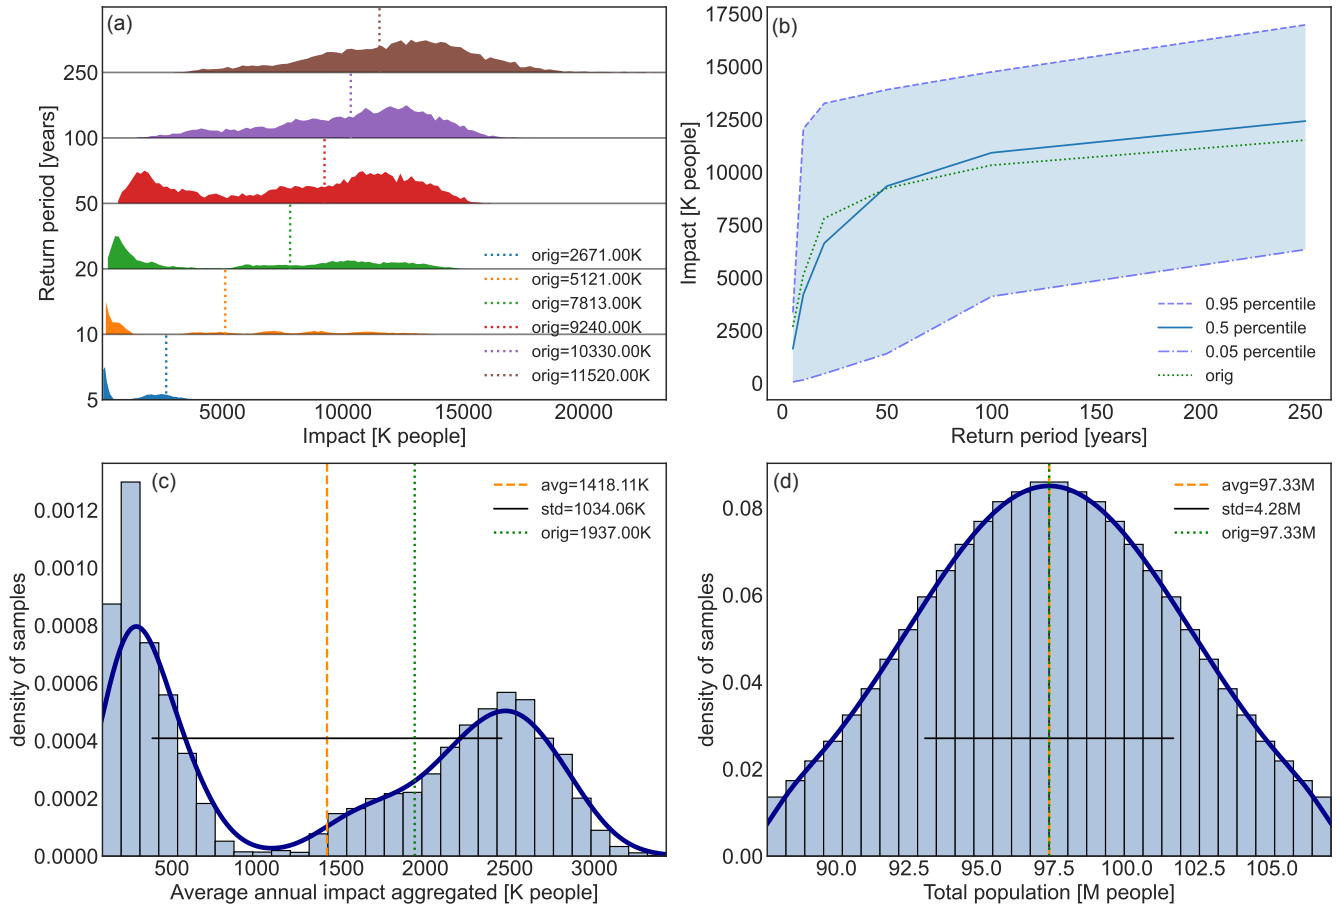 (a)
Return period [years]
250
100
50
20
10
5
orig=2671.00K
orig=5121.00K
orig=7813.00K
orig=9240.00K
orig=10330.00K
orig=11520.00K
5000 10000 15000 20000
Impact [K people]
(b)
Impact [K people]
17500
15000
12500
10000
7500
5000
2500
0
0.95 percentile
0.5 percentile
0.05 percentile
orig
0 50 100 150 200 250
Return period [years]
(c)
density of samples
0.0012
0.0010
0.0008
0.0006
0.0004
0.0002
0.0000
avg=1418.11K
std=1034.06K
orig=1937.00K
500 1000 1500 2000 2500 3000
Average annual impact aggregated [K people]
(d)
density of samples
0.08
0.06
0.04
0.02
0.00
avg=97.33M
std=4.28M
orig=97.33M
90.0 92.5 95.0 97.5 100.0 102.5 105.0
Total population [M people]